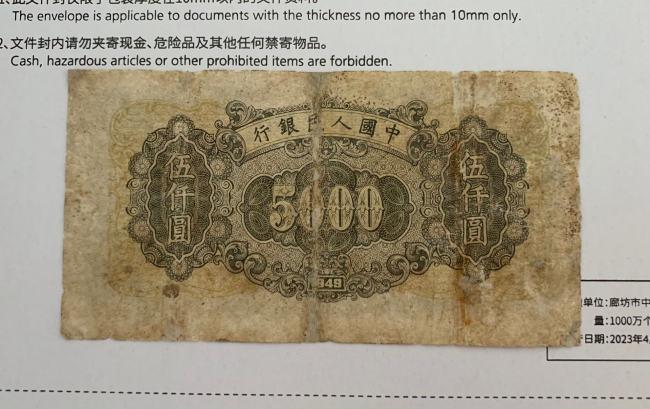 The envelope is applicable to documents with the thickness no more than 10mm only.
2、文件封内请勿夹寄现金、危险品及其他任何禁寄物品。
Cash, hazardous articles or other prohibited items are forbidden.
行銀民人國中
伍仟圓
5000
伍仟圓
1949
单位:廊坊市中
量:1000万个
日期:2023年4